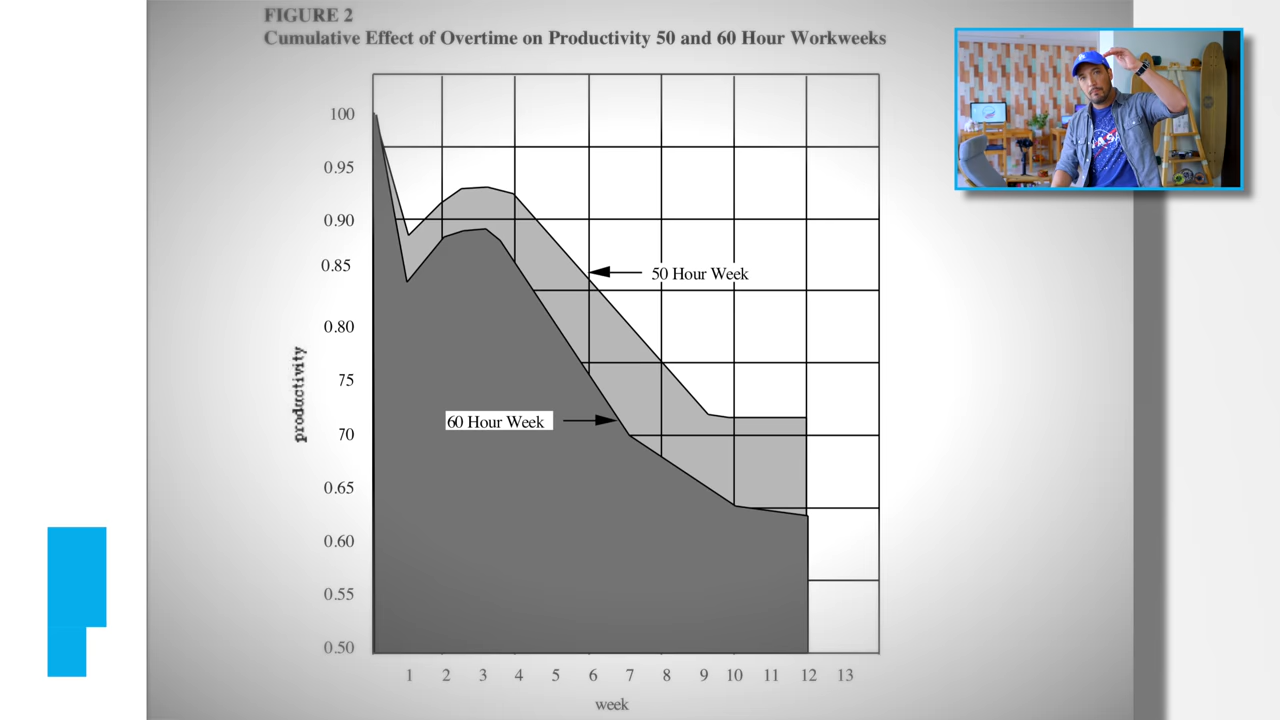 FIGURE 2
Cumulative Effect of Overtime on Productivity 50 and 60 Hour Workweeks
100
0.95
0.90
0.85
0.80
75
70
0.65
0.60
0.55
0.50
productivity
50 Hour Week
60 Hour Week
1 2 3 4 5 6 7 8 9 10 11 12 13
week
NASA